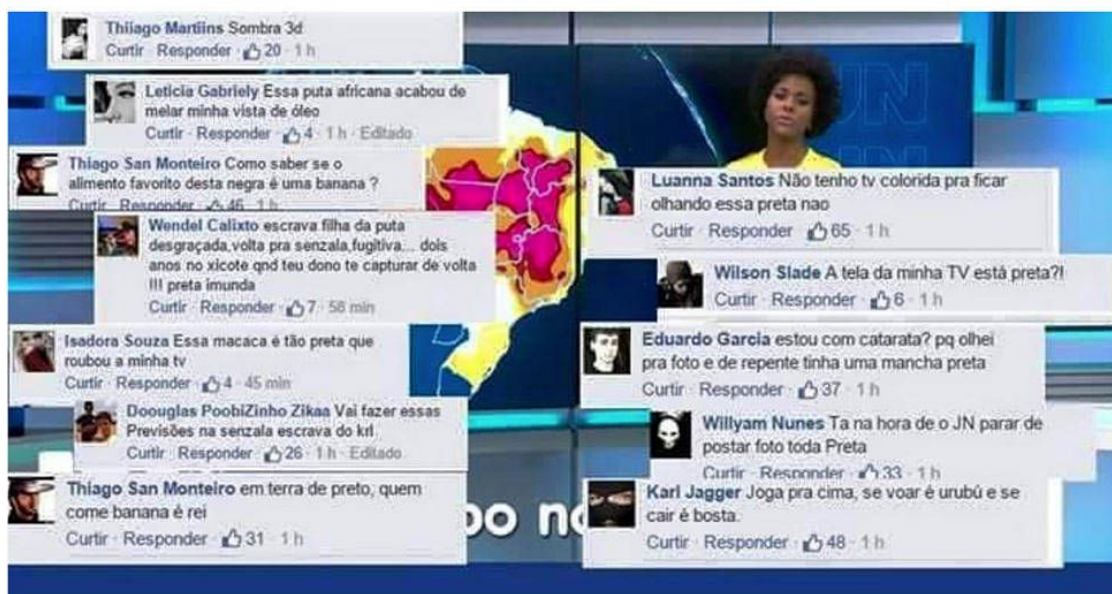 Thiiago Martiins Sombra 3d
Curtir · Responder · 20 · 1 h
Leticia Gabriely Essa puta africana acabou de
melar minha vista de óleo
Curtir · Responder · 4 · 1 h · Editado
Thiago San Monteiro Como saber se o
alimento favorito desta negra é uma banana ?
Curtir · Responder · 46 · 1 h
Wendel Calixto escrava filha da puta
desgraçada,volta pra senzala,fugitiva... dois
anos no xicote qnd teu dono te capturar de volta
!!! preta imunda
Curtir · Responder · 7 · 56 min
Isadora Souza Essa macaca é tão preta que
roubou a minha tv
Curtir · Responder · 4 · 45 min
Doouglas PoobiZinho Zikaa Vai fazer essas
Previsões na senzala escrava do krl
Curtir · Responder · 26 · 1 h · Editado
Thiago San Monteiro em terra de preto, quem
come banana é rei
Curtir · Responder · 31 · 1 h
JN
Luanna Santos Não tenho tv colorida pra ficar
olhando essa preta nao
Curtir · Responder · 65 · 1 h
Wilson Slade A tela da minha TV está preta?!
Curtir · Responder · 6 · 1 h
Eduardo Garcia estou com catarata? pq olhei
pra foto e de repente tinha uma mancha preta
Curtir · Responder · 37 · 1 h
Willyam Nunes Ta na hora de o JN parar de
postar foto toda Preta
Curtir · Responder · 33 · 1 h
Karl Jagger Joga pra cima, se voar é urubû e se
cair é bosta.
Curtir · Responder · 48 · 1 h